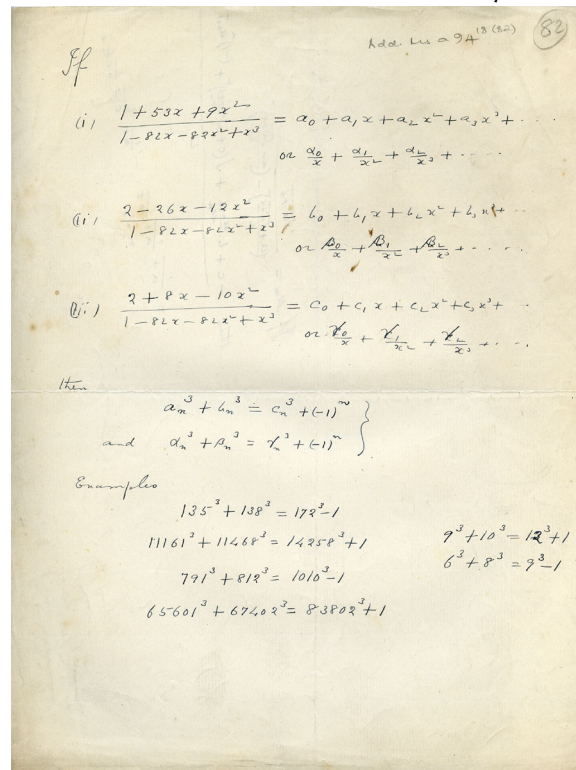 Add. Ms a 94 18 (82)
82
If
(i) (1 + 53x + 9x²)/(1 - 82x - 82x² + x³) = a₀ + a₁x + a₂x² + a₃x³ + ....
or α₀/x + α₁/x² + α₂/x³ + ....
(ii) (2 - 26x - 12x²)/(1 - 82x - 82x² + x³) = b₀ + b₁x + b₂x² + b₃x³ + ..
or β₀/x + β₁/x² + β₂/x³ + ....
(iii) (2 + 8x - 10x²)/(1 - 82x - 82x² + x³) = c₀ + c₁x + c₂x² + c₃x³ + ..
or γ₀/x + γ₁/x² + γ₂/x³ + ....
then
aₙ³ + bₙ³ = cₙ³ + (-1)ⁿ
and αₙ³ + βₙ³ = γₙ³ + (-1)ⁿ }
Examples
135³ + 138³ = 172³ - 1
11161³ + 11468³ = 14258³ + 1
9³ + 10³ = 12³ + 1
791³ + 812³ = 1010³ - 1
6³ + 8³ = 9³ - 1
65601³ + 67402³ = 83802³ + 1